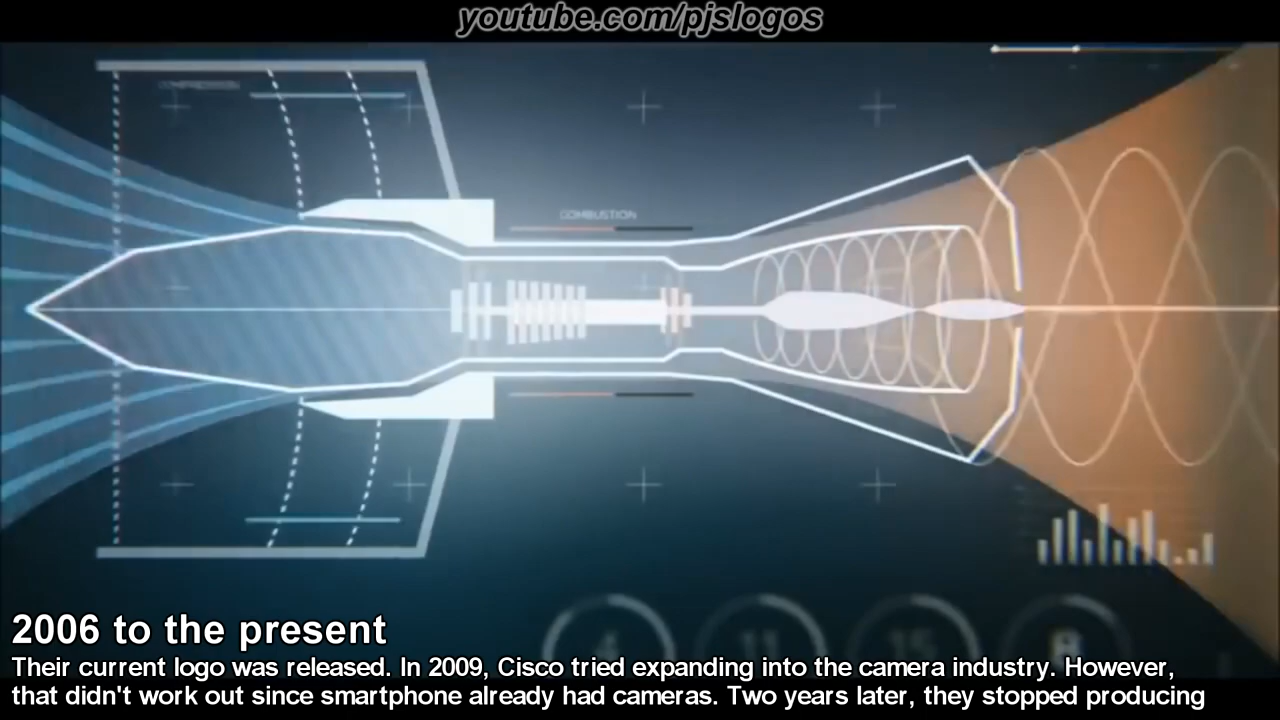 youtube.com/pjslogos
COMPRESSION
COMBUSTION
2006 to the present
Their current logo was released. In 2009, Cisco tried expanding into the camera industry. However,
that didn't work out since smartphone already had cameras. Two years later, they stopped producing